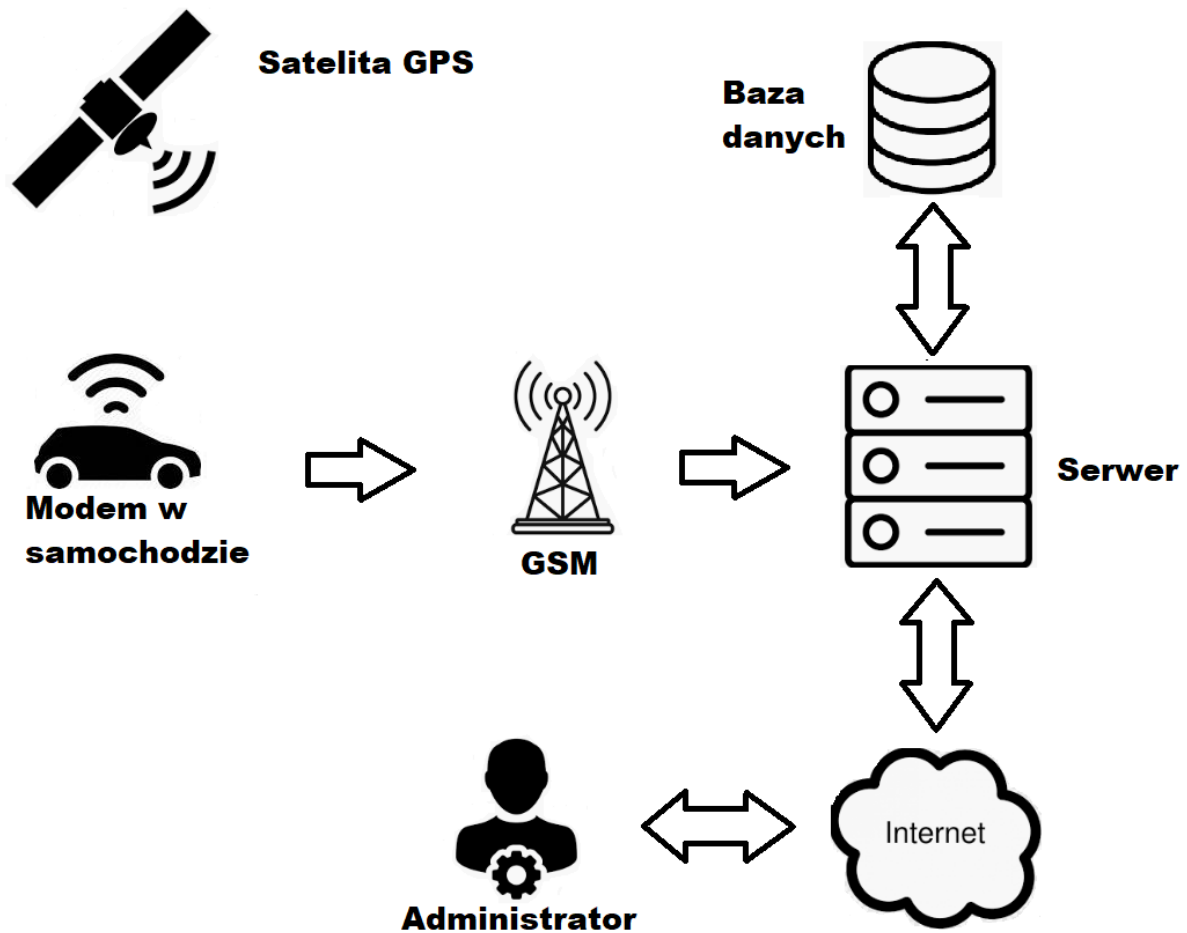 Satelita GPS
Baza
danych
Modem w
samochodzie
GSM
Serwer
Internet
Administrator